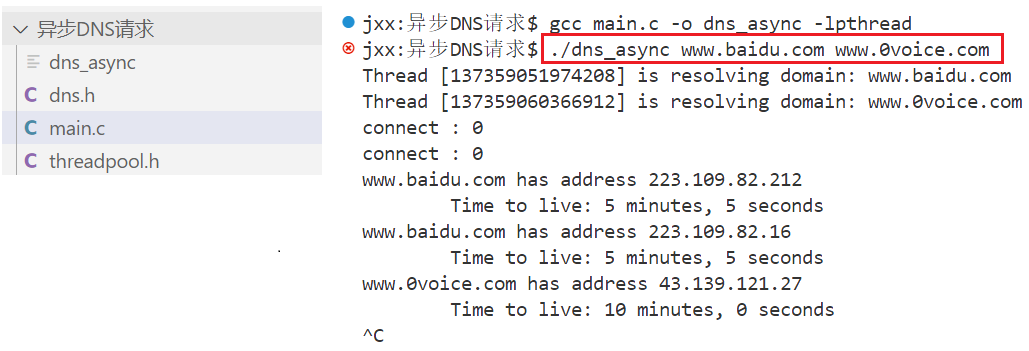 异步DNS请求
dns_async
C dns.h
C main.c
C threadpool.h
jxx:异步DNS请求$ gcc main.c -o dns_async -lpthread
jxx:异步DNS请求$ ./dns_async www.baidu.com www.0voice.com
Thread [137359051974208] is resolving domain: www.baidu.com
Thread [137359060366912] is resolving domain: www.0voice.com
connect : 0
connect : 0
www.baidu.com has address 223.109.82.212
Time to live: 5 minutes, 5 seconds
www.baidu.com has address 223.109.82.16
Time to live: 5 minutes, 5 seconds
www.0voice.com has address 43.139.121.27
Time to live: 10 minutes, 0 seconds
^C